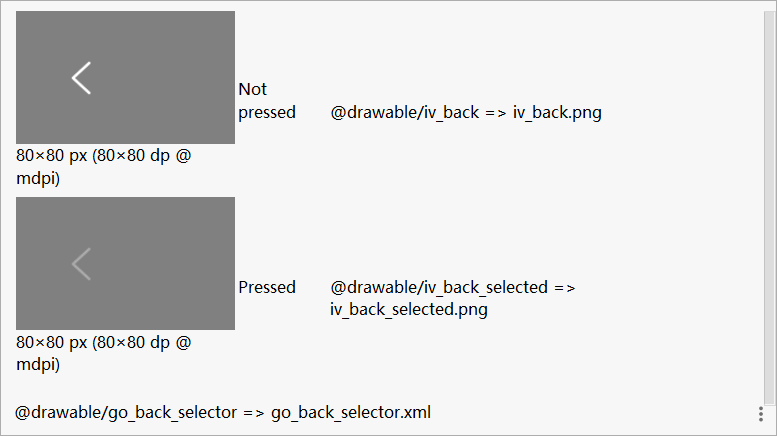 Not
pressed @drawable/iv_back => iv_back.png
80×80 px (80×80 dp @
mdpi)
Pressed @drawable/iv_back_selected =>
iv_back_selected.png
80×80 px (80×80 dp @
mdpi)
@drawable/go_back_selector => go_back_selector.xml